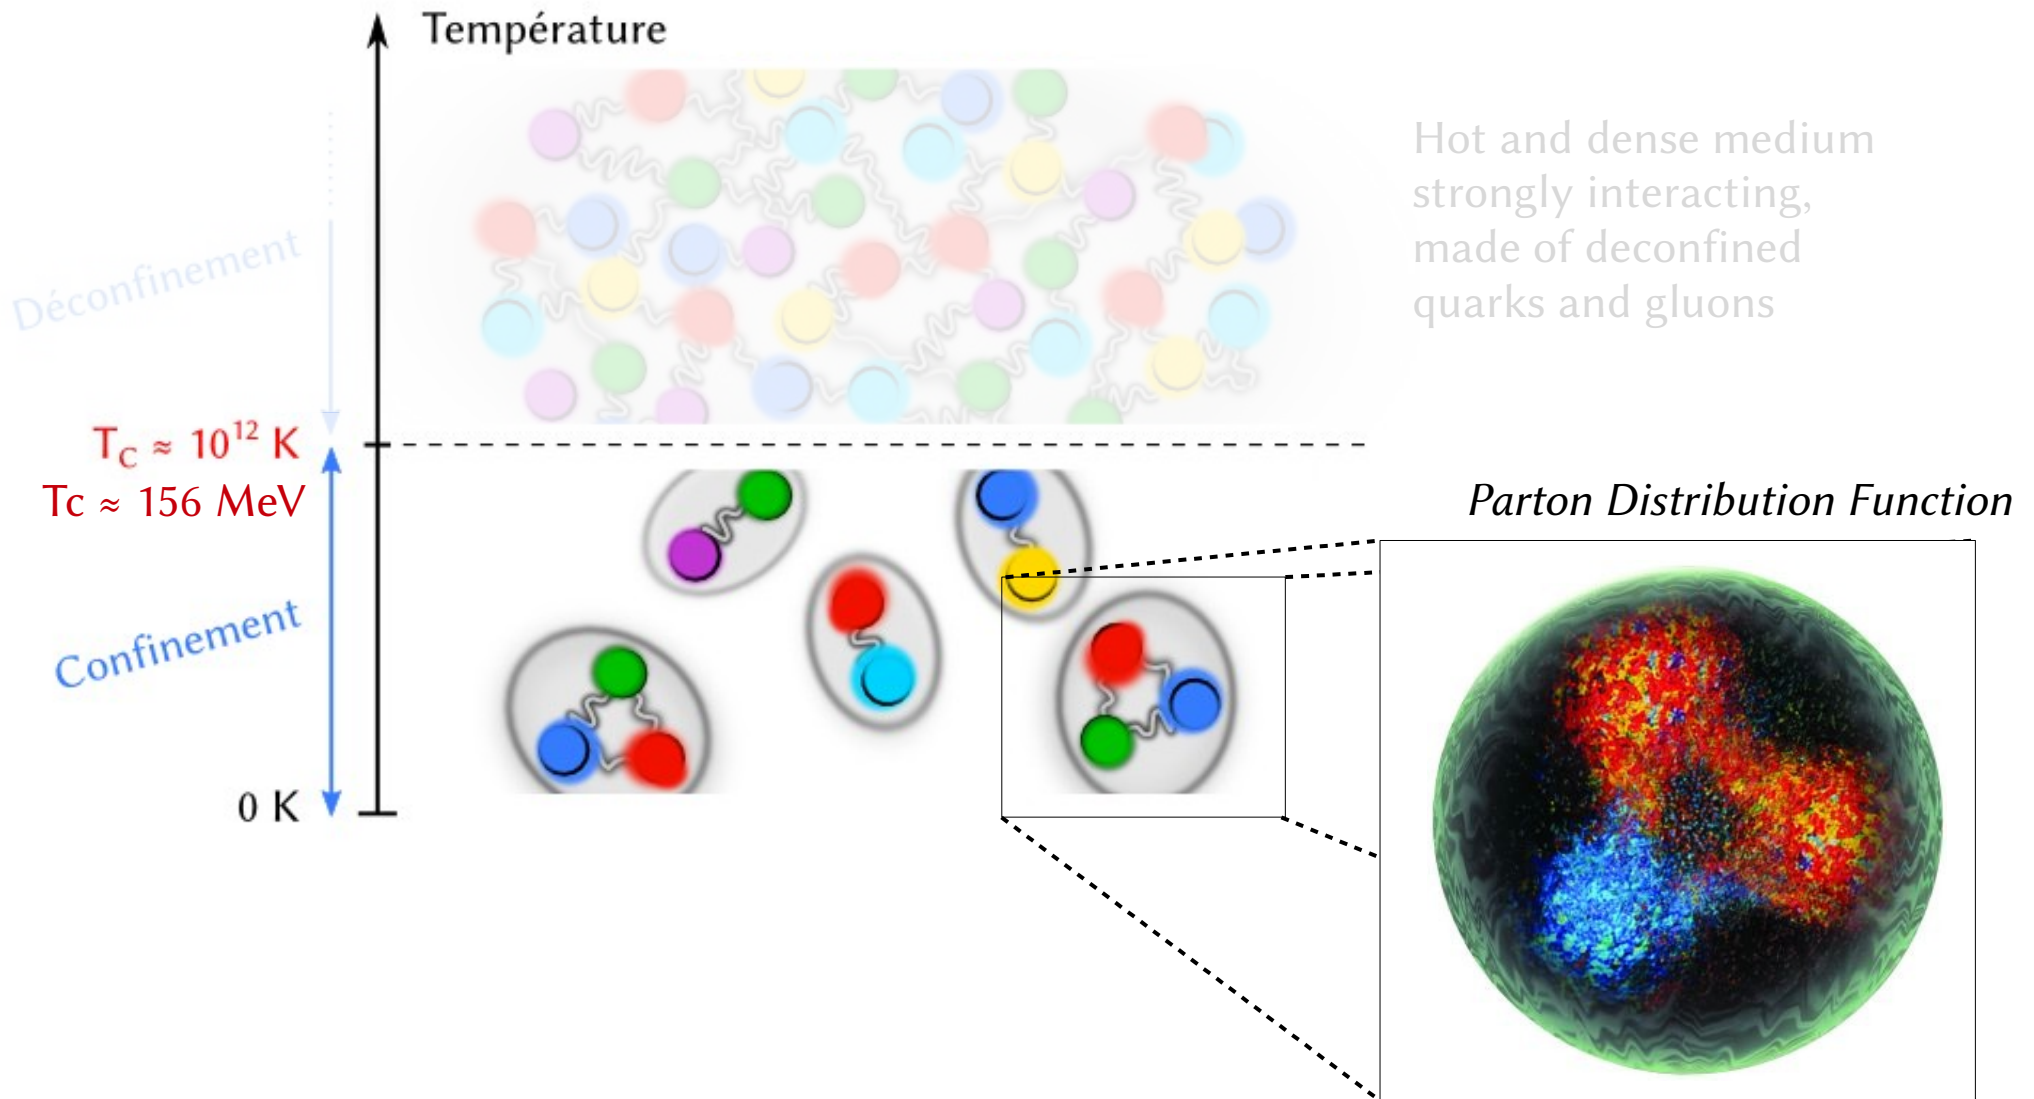 Température
Hot and dense medium
strongly interacting,
made of deconfined
quarks and gluons
Déconfinement
T_C ≈ 10^12 K
Tc ≈ 156 MeV
Parton Distribution Function
Confinement
0 K